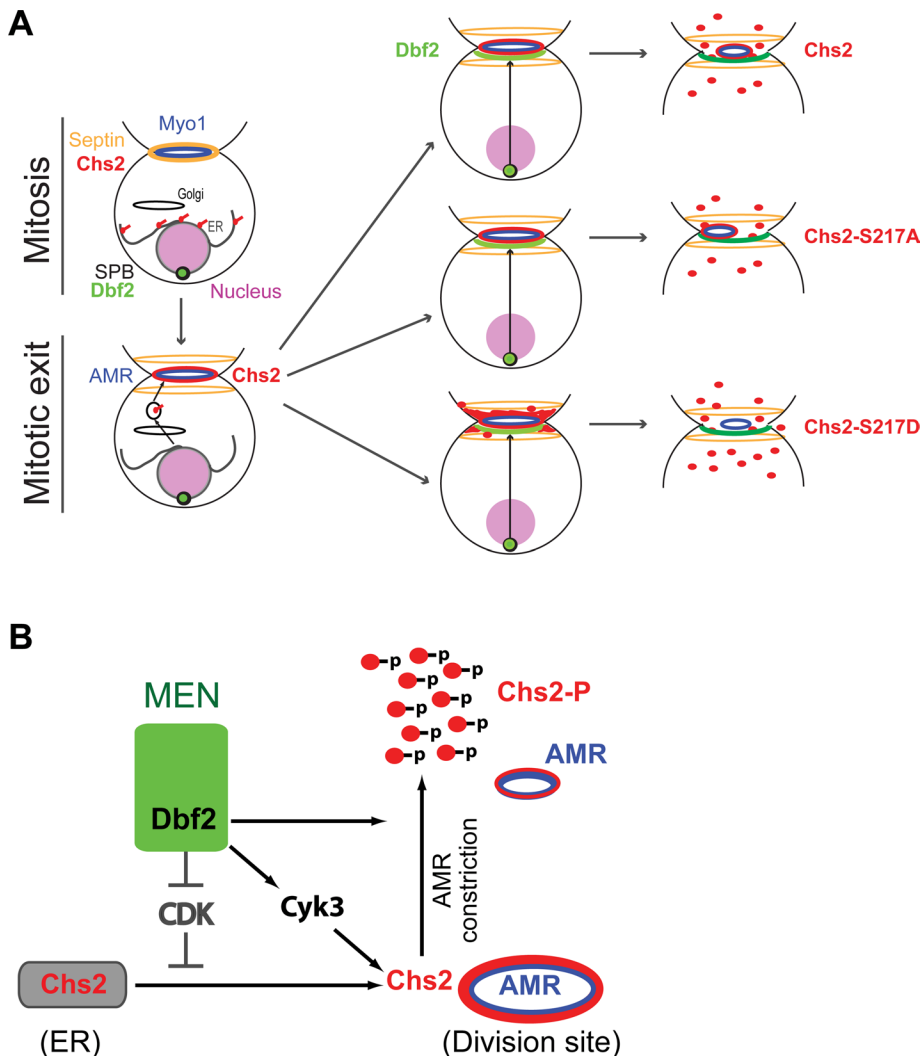 A
Mitosis
Myo1
Septin
Chs2
Golgi
ER
SPB
Dbf2
Nucleus
Mitotic exit
AMR
Chs2
Dbf2
Chs2
Chs2-S217A
Chs2-S217D
B
MEN
Dbf2
CDK
Cyk3
Chs2
(ER)
p
p
p
p
p
p
p
p
p
p
Chs2-P
AMR
AMR
constriction
Chs2
AMR
(Division site)